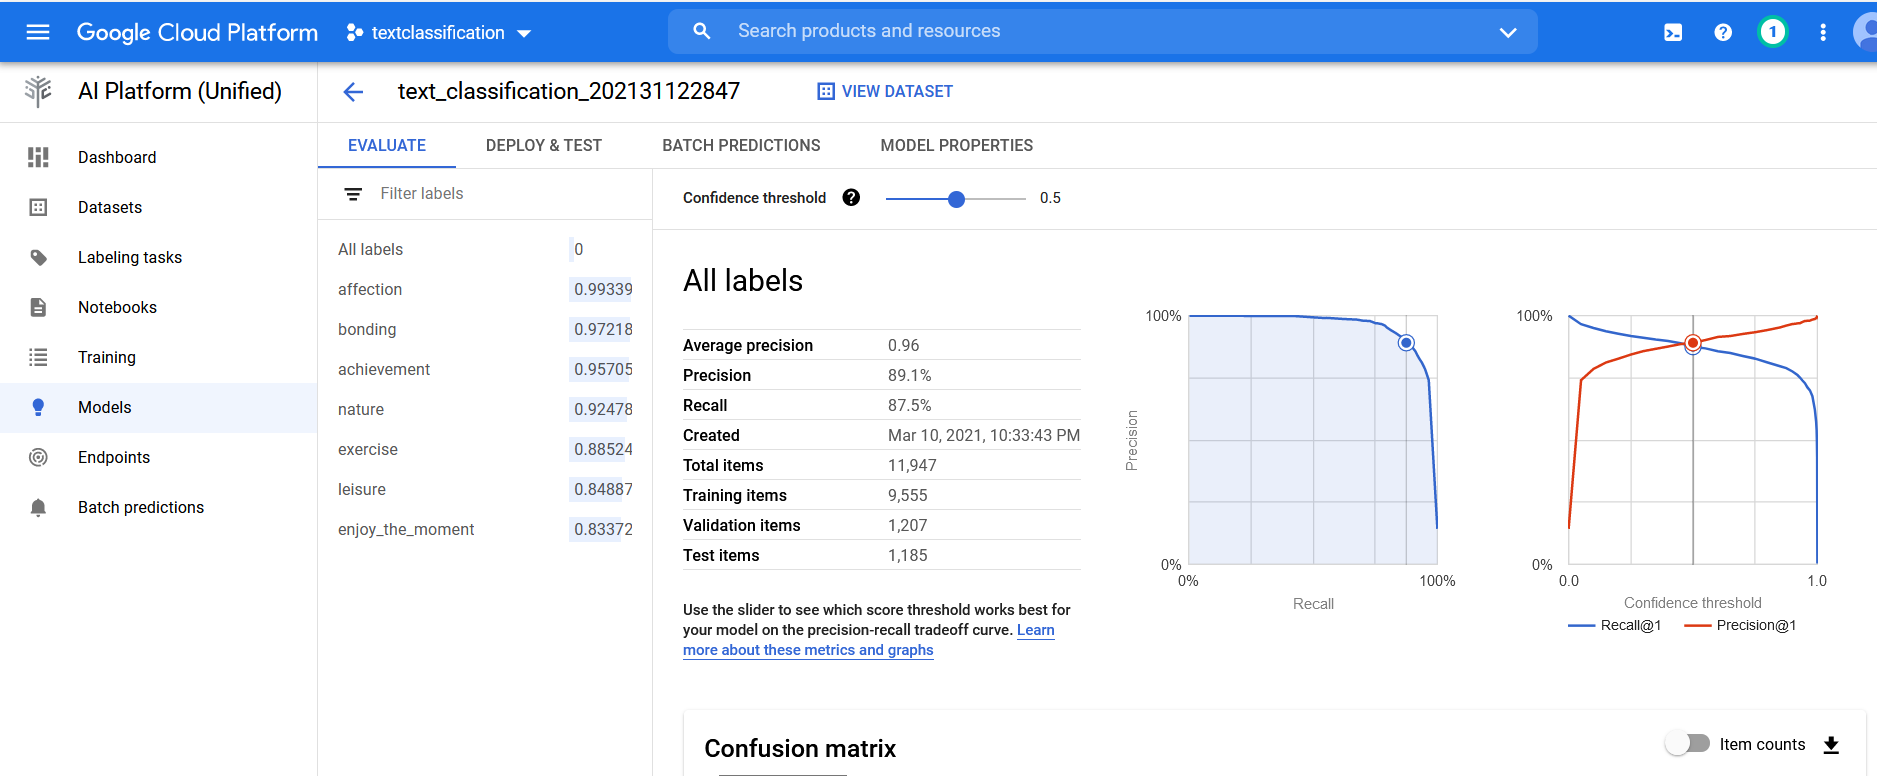 Google Cloud Platform
textclassification
Search products and resources
1
AI Platform (Unified)
text_classification_202131122847
VIEW DATASET
Dashboard
Datasets
Labeling tasks
Notebooks
Training
Models
Endpoints
Batch predictions
EVALUATE
DEPLOY & TEST
BATCH PREDICTIONS
MODEL PROPERTIES
Filter labels
All labels 0
affection 0.99339
bonding 0.97218
achievement 0.95705
nature 0.92478
exercise 0.88524
leisure 0.84887
enjoy_the_moment 0.83372
Confidence threshold ? 0.5
All labels
Average precision 0.96
Precision 89.1%
Recall 87.5%
Created Mar 10, 2021, 10:33:43 PM
Total items 11,947
Training items 9,555
Validation items 1,207
Test items 1,185
Use the slider to see which score threshold works best for
your model on the precision-recall tradeoff curve. Learn
more about these metrics and graphs
100%
Precision
0%
0% 100%
Recall
100%
0%
0.0 1.0
Confidence threshold
Recall@1 Precision@1
Confusion matrix
Item counts